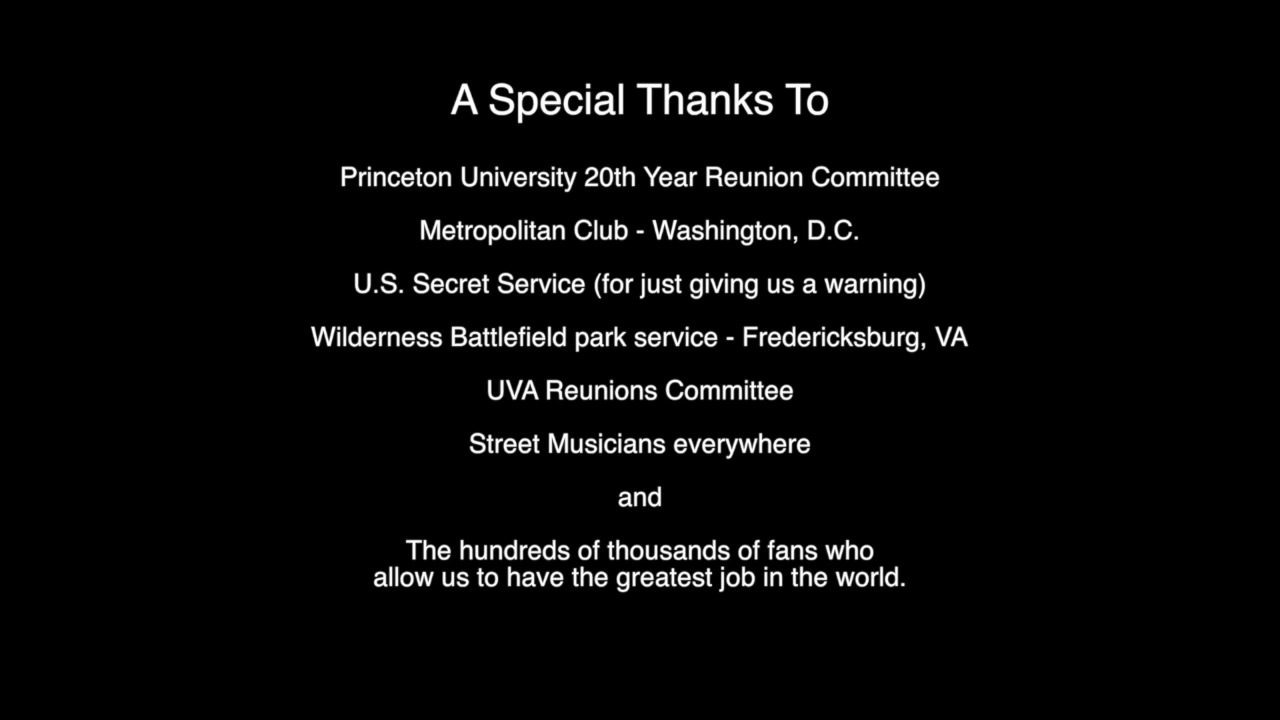 A Special Thanks To
Princeton University 20th Year Reunion Committee
Metropolitan Club - Washington, D.C.
U.S. Secret Service (for just giving us a warning)
Wilderness Battlefield park service - Fredericksburg, VA
UVA Reunions Committee
Street Musicians everywhere
and
The hundreds of thousands of fans who
allow us to have the greatest job in the world.